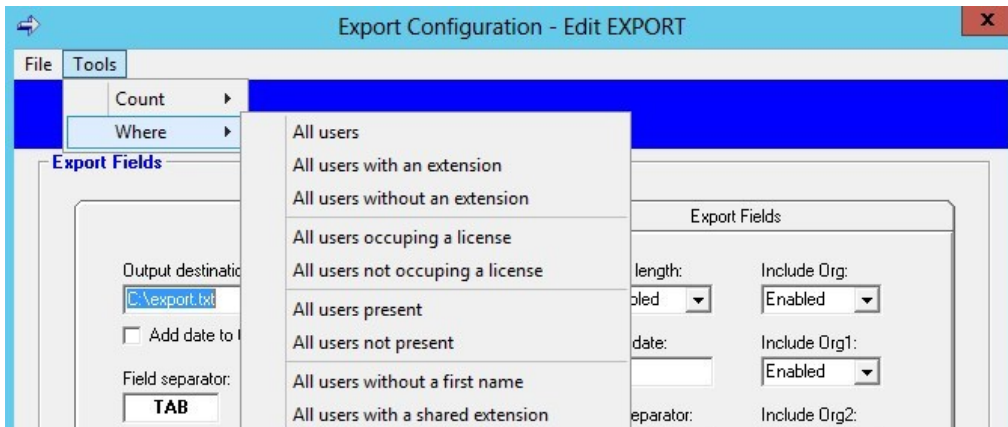 Export Configuration - Edit EXPORT
x
File Tools
Count
Where
All users
All users with an extension
All users without an extension
All users occuping a license
All users not occuping a license
All users present
All users not present
All users without a first name
All users with a shared extension
Export Fields
Export Fields
Output destinatio
length:
Include Org:
C:\export.txt
bled
Enabled
Add date to
date:
Include Org1:
Enabled
Field separator:
TAB
eparator:
Include Org2: